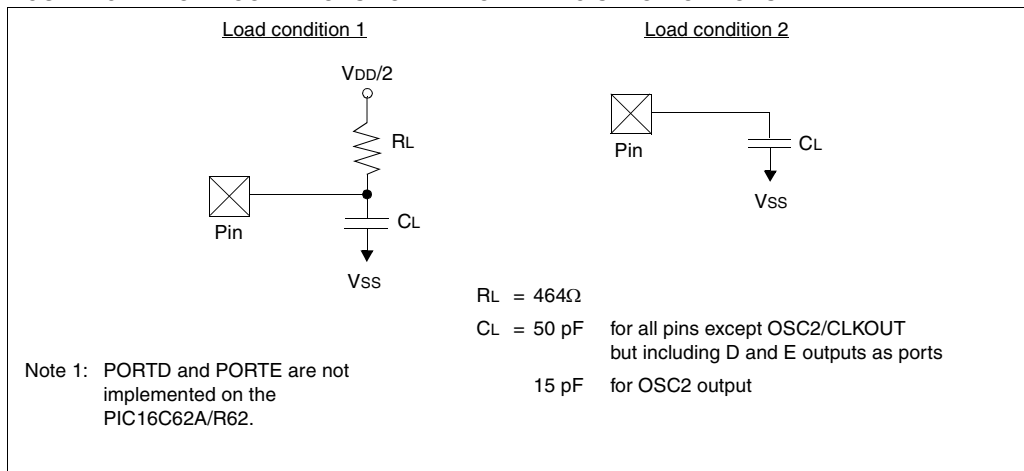 Load condition 1
Load condition 2
VDD/2
RL
Pin
CL
VSS
Pin
CL
VSS
RL = 464Ω
CL = 50 pF for all pins except OSC2/CLKOUT
but including D and E outputs as ports
15 pF for OSC2 output
Note 1: PORTD and PORTE are not
implemented on the
PIC16C62A/R62.